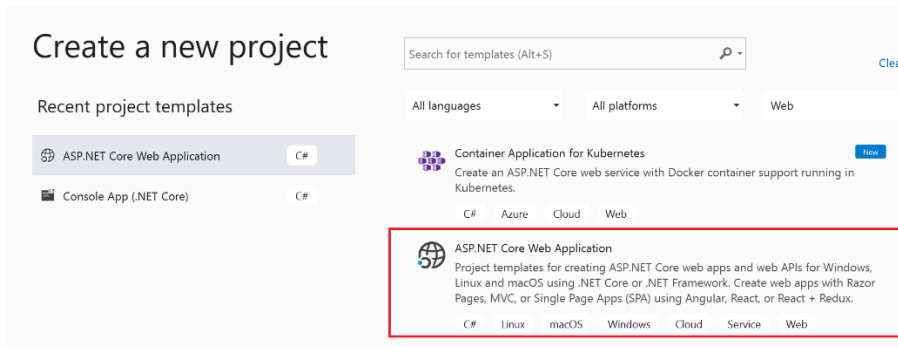 Create a new project
Search for templates (Alt+S)
Recent project templates
All languages
All platforms
Web
ASP.NET Core Web Application
C#
Console App (.NET Core)
C#
Container Application for Kubernetes
New
Create an ASP.NET Core web service with Docker container support running in
Kubernetes.
C# Azure Cloud Web
ASP.NET Core Web Application
Project templates for creating ASP.NET Core web apps and web APIs for Windows,
Linux and macOS using .NET Core or .NET Framework. Create web apps with Razor
Pages, MVC, or Single Page Apps (SPA) using Angular, React, or React + Redux.
C# Linux macOS Windows Cloud Service Web